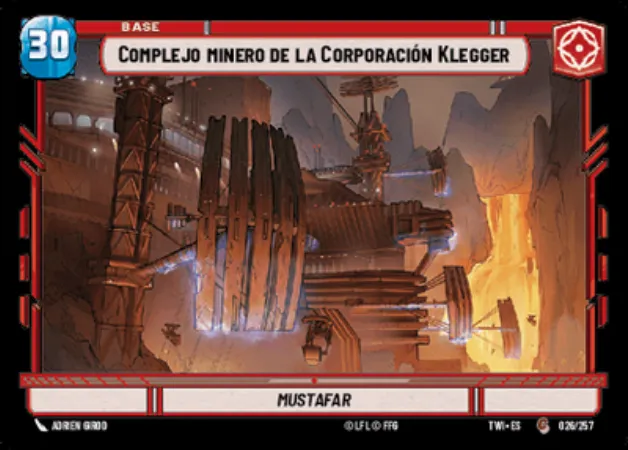 BASE
30
COMPLEJO MINERO DE LA CORPORACIÓN KLEGGER
MUSTAFAR
ADRIEN GIROD
© LFL © FFG
TWI • ES
026/257